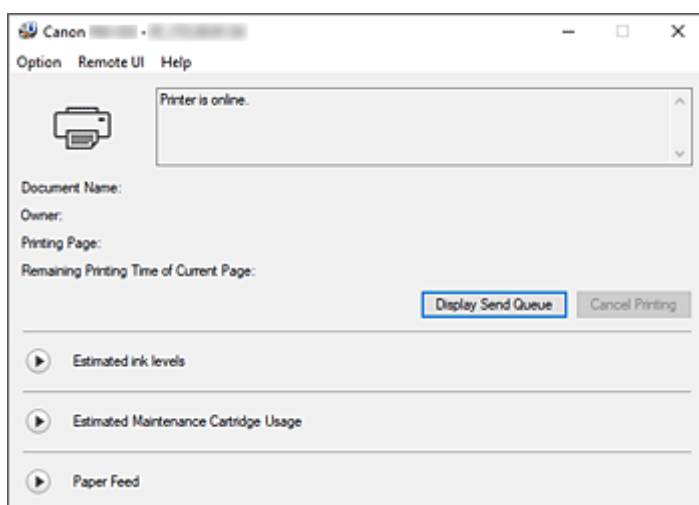 Canon -
Option Remote UI Help
Printer is online.
Document Name:
Owner:
Printing Page:
Remaining Printing Time of Current Page:
Display Send Queue Cancel Printing
Estimated ink levels
Estimated Maintenance Cartridge Usage
Paper Feed